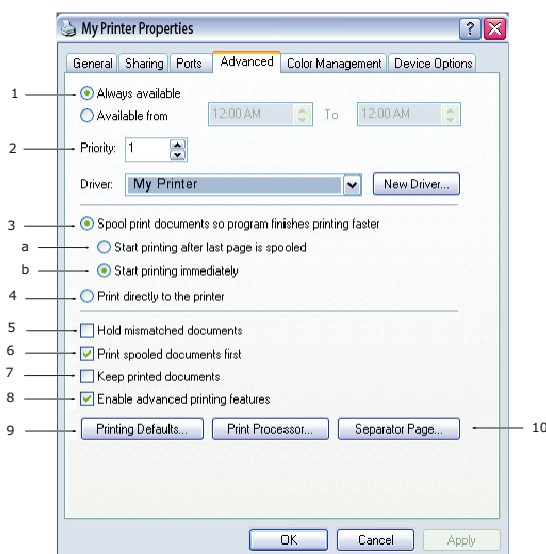 My Printer Properties
?
General Sharing Ports Advanced Color Management Device Options
1 Always available
Available from 12:00 AM To 12:00 AM
2 Priority: 1
Driver: My Printer New Driver...
3 Spool print documents so program finishes printing faster
a Start printing after last page is spooled
b Start printing immediately
4 Print directly to the printer
5 Hold mismatched documents
6 Print spooled documents first
7 Keep printed documents
8 Enable advanced printing features
9 Printing Defaults... Print Processor... Separator Page... 10
OK Cancel Apply